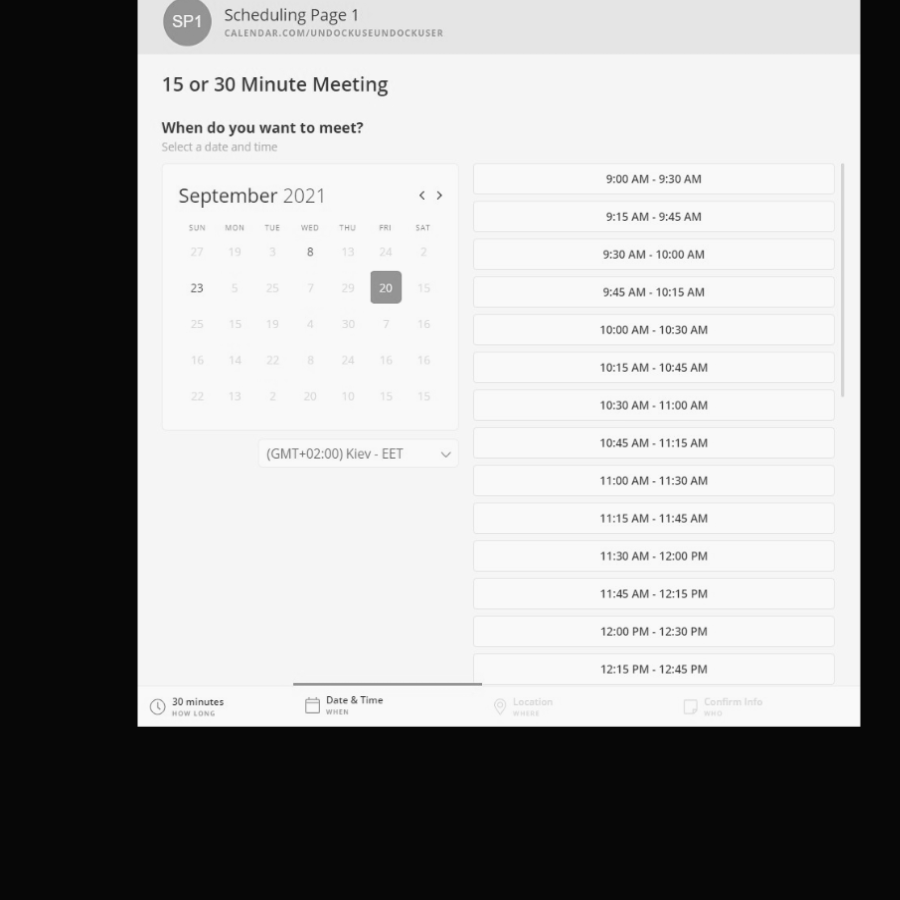 SP1
Scheduling Page 1
CALENDAR.COM/UNDOCKUSEUNDOCKUSER
15 or 30 Minute Meeting
When do you want to meet?
Select a date and time
September 2021
SUN MON TUE WED THU FRI SAT
27 19 3 8 13 24 2
23 5 25 7 29 20 15
25 15 19 4 30 7 16
16 14 22 8 24 16 16
22 13 2 20 10 15 15
(GMT+02:00) Kiev - EET
9:00 AM - 9:30 AM
9:15 AM - 9:45 AM
9:30 AM - 10:00 AM
9:45 AM - 10:15 AM
10:00 AM - 10:30 AM
10:15 AM - 10:45 AM
10:30 AM - 11:00 AM
10:45 AM - 11:15 AM
11:00 AM - 11:30 AM
11:15 AM - 11:45 AM
11:30 AM - 12:00 PM
11:45 AM - 12:15 PM
12:00 PM - 12:30 PM
12:15 PM - 12:45 PM
30 minutes
HOW LONG
Date & Time
WHEN
Location
WHERE
Confirm Info
WHO